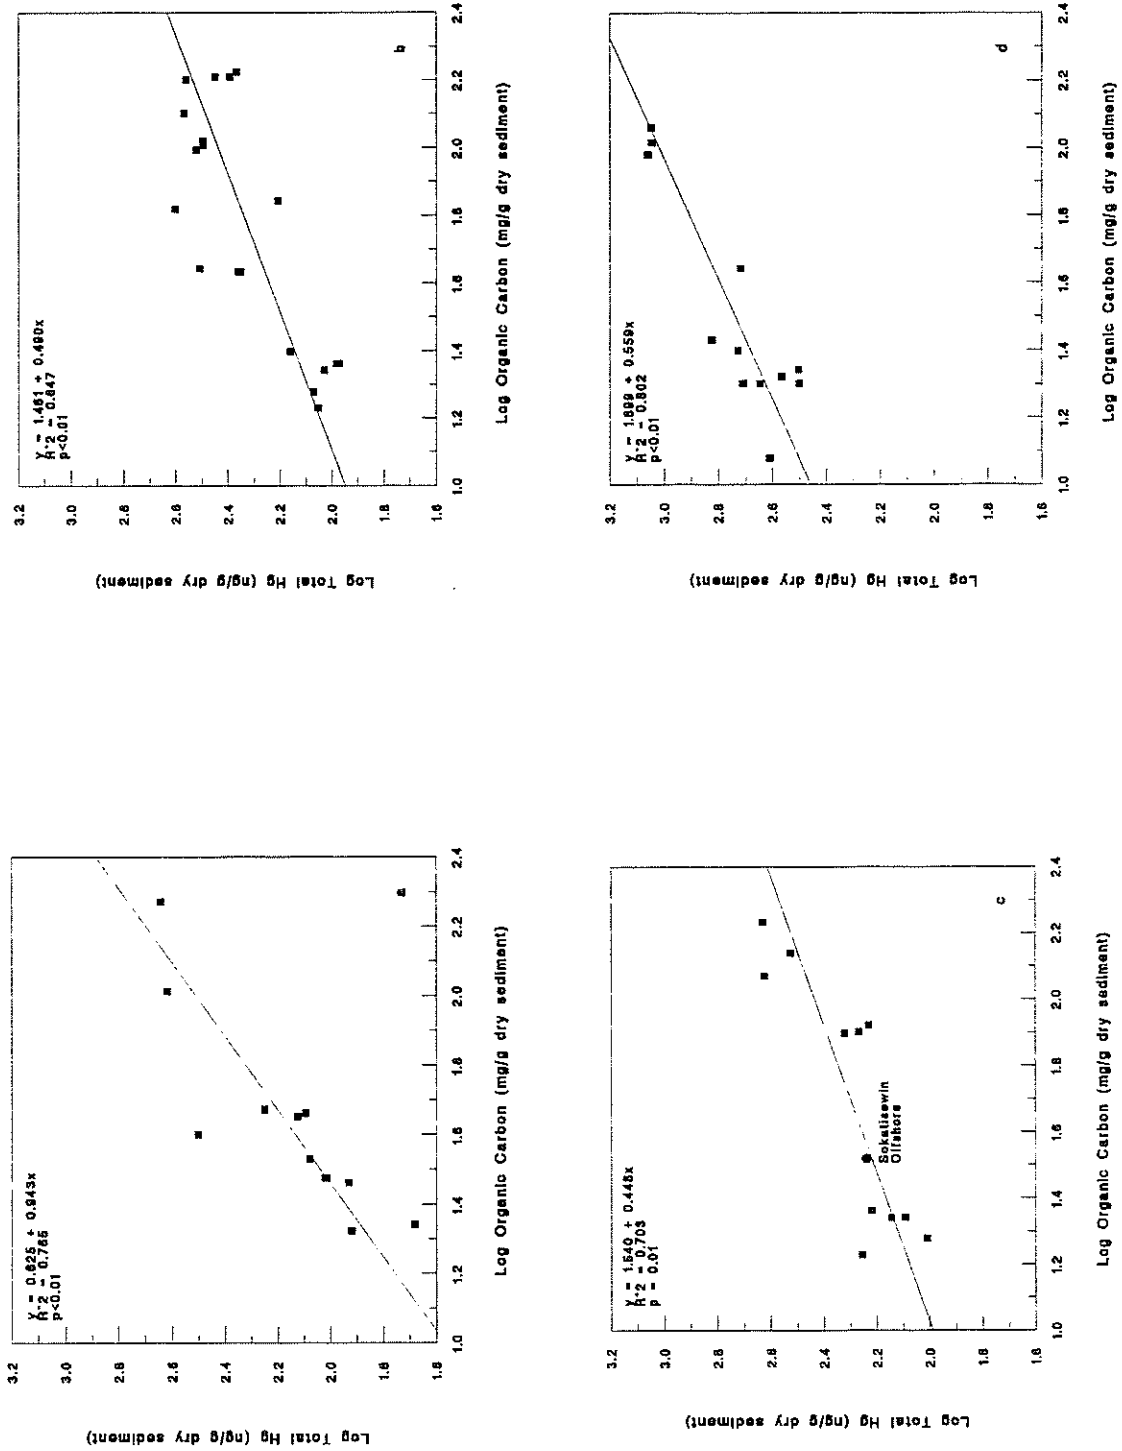 Y = 0.625 + 0.943x
R^2 = 0.765
p<0.01
a
3.2
3.0
2.8
2.6
2.4
2.2
2.0
1.8
1.6
1.0 1.2 1.4 1.6 1.8 2.0 2.2 2.4
Log Total Hg (ng/g dry sediment)
Log Organic Carbon (mg/g dry sediment)
Y = 1.461 + 0.490x
R^2 = 0.647
p<0.01
b
3.2
3.0
2.8
2.6
2.4
2.2
2.0
1.8
1.0 1.2 1.4 1.6 1.8 2.0 2.2 2.4
Log Total Hg (ng/g dry sediment)
Log Organic Carbon (mg/g dry sediment)
Y = 1.540 + 0.448x
R^2 = 0.703
p = 0.01
Sokatisewin
Offshore
c
3.2
3.0
2.8
2.6
2.4
2.2
2.0
1.8
1.0 1.2 1.4 1.6 1.8 2.0 2.2 2.4
Log Total Hg (ng/g dry sediment)
Log Organic Carbon (mg/g dry sediment)
Y = 1.899 + 0.559x
R^2 = 0.802
p<0.01
d
3.2
3.0
2.8
2.6
2.4
2.2
2.0
1.8
1.6
1.0 1.2 1.4 1.6 1.8 2.0 2.2 2.4
Log Total Hg (ng/g dry sediment)
Log Organic Carbon (mg/g dry sediment)